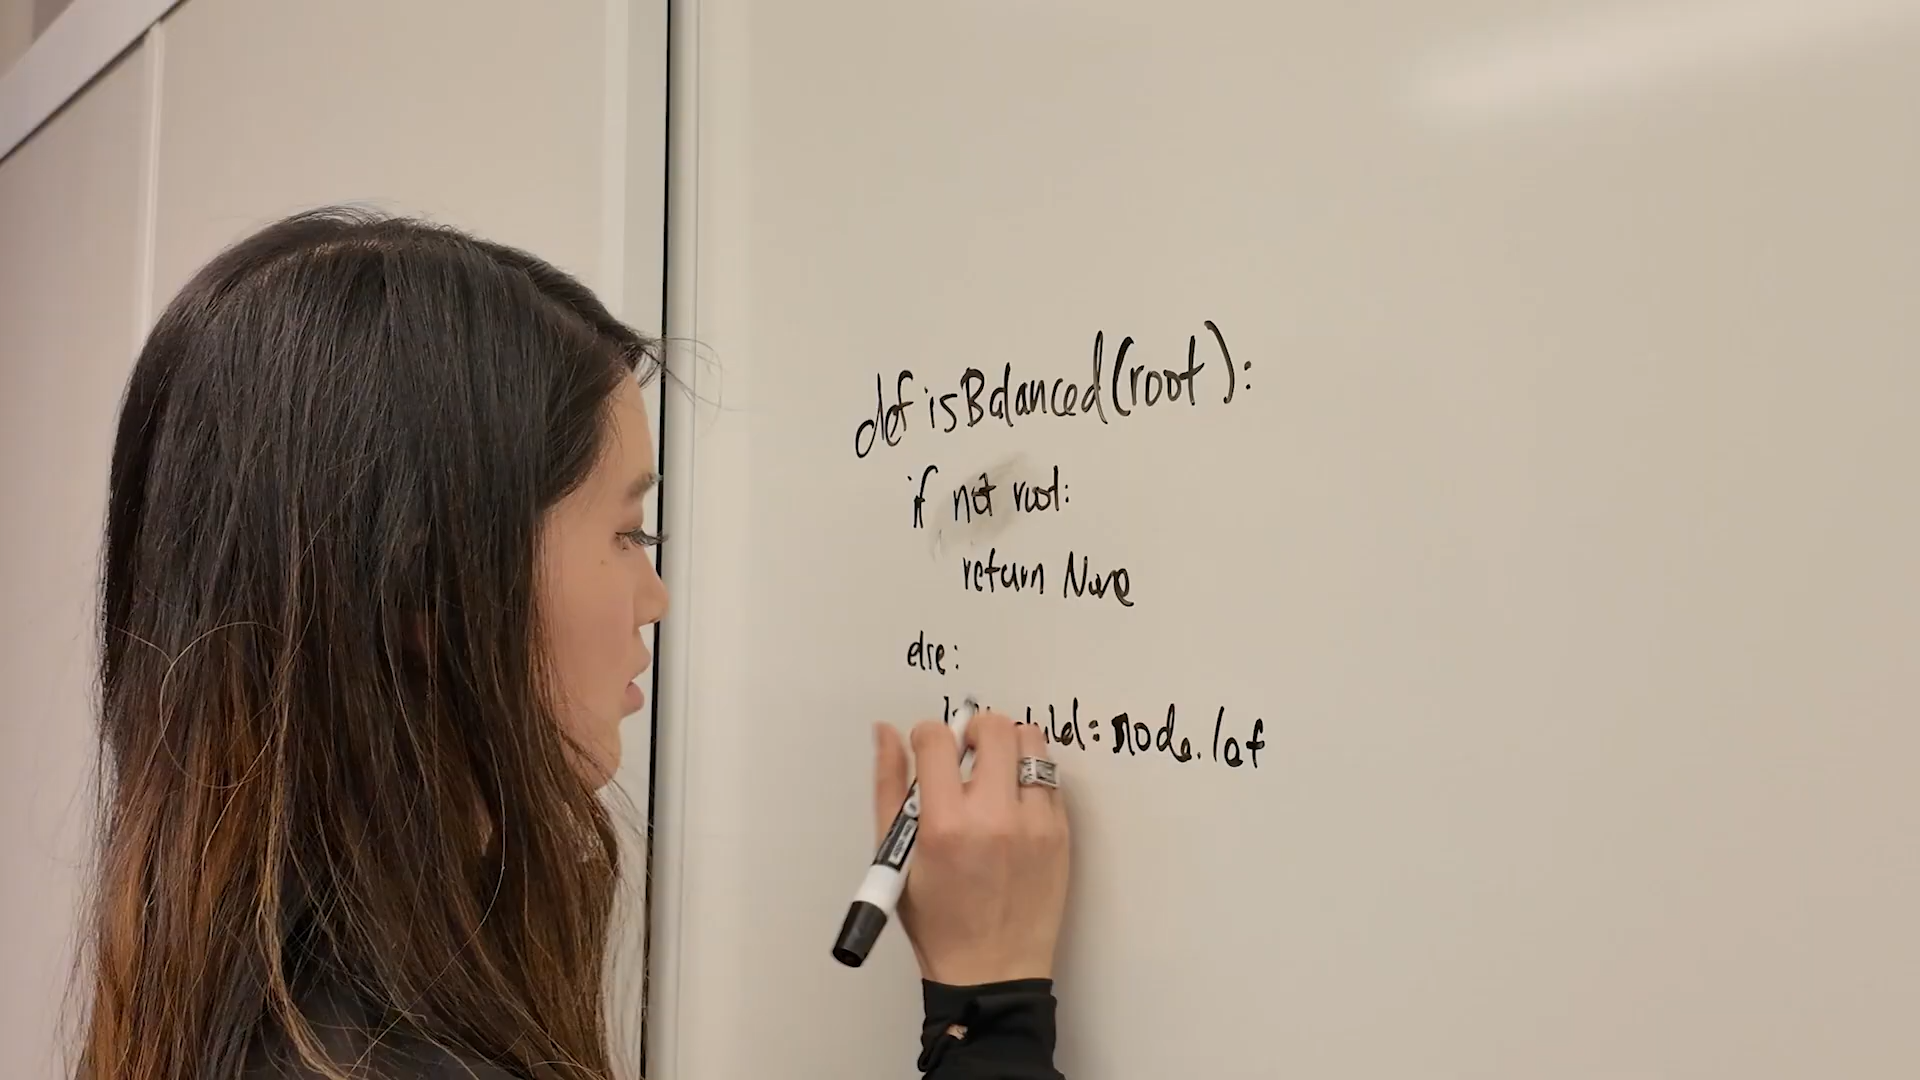 def isBalanced(root):
if not root:
return None
else:
child = node.lef